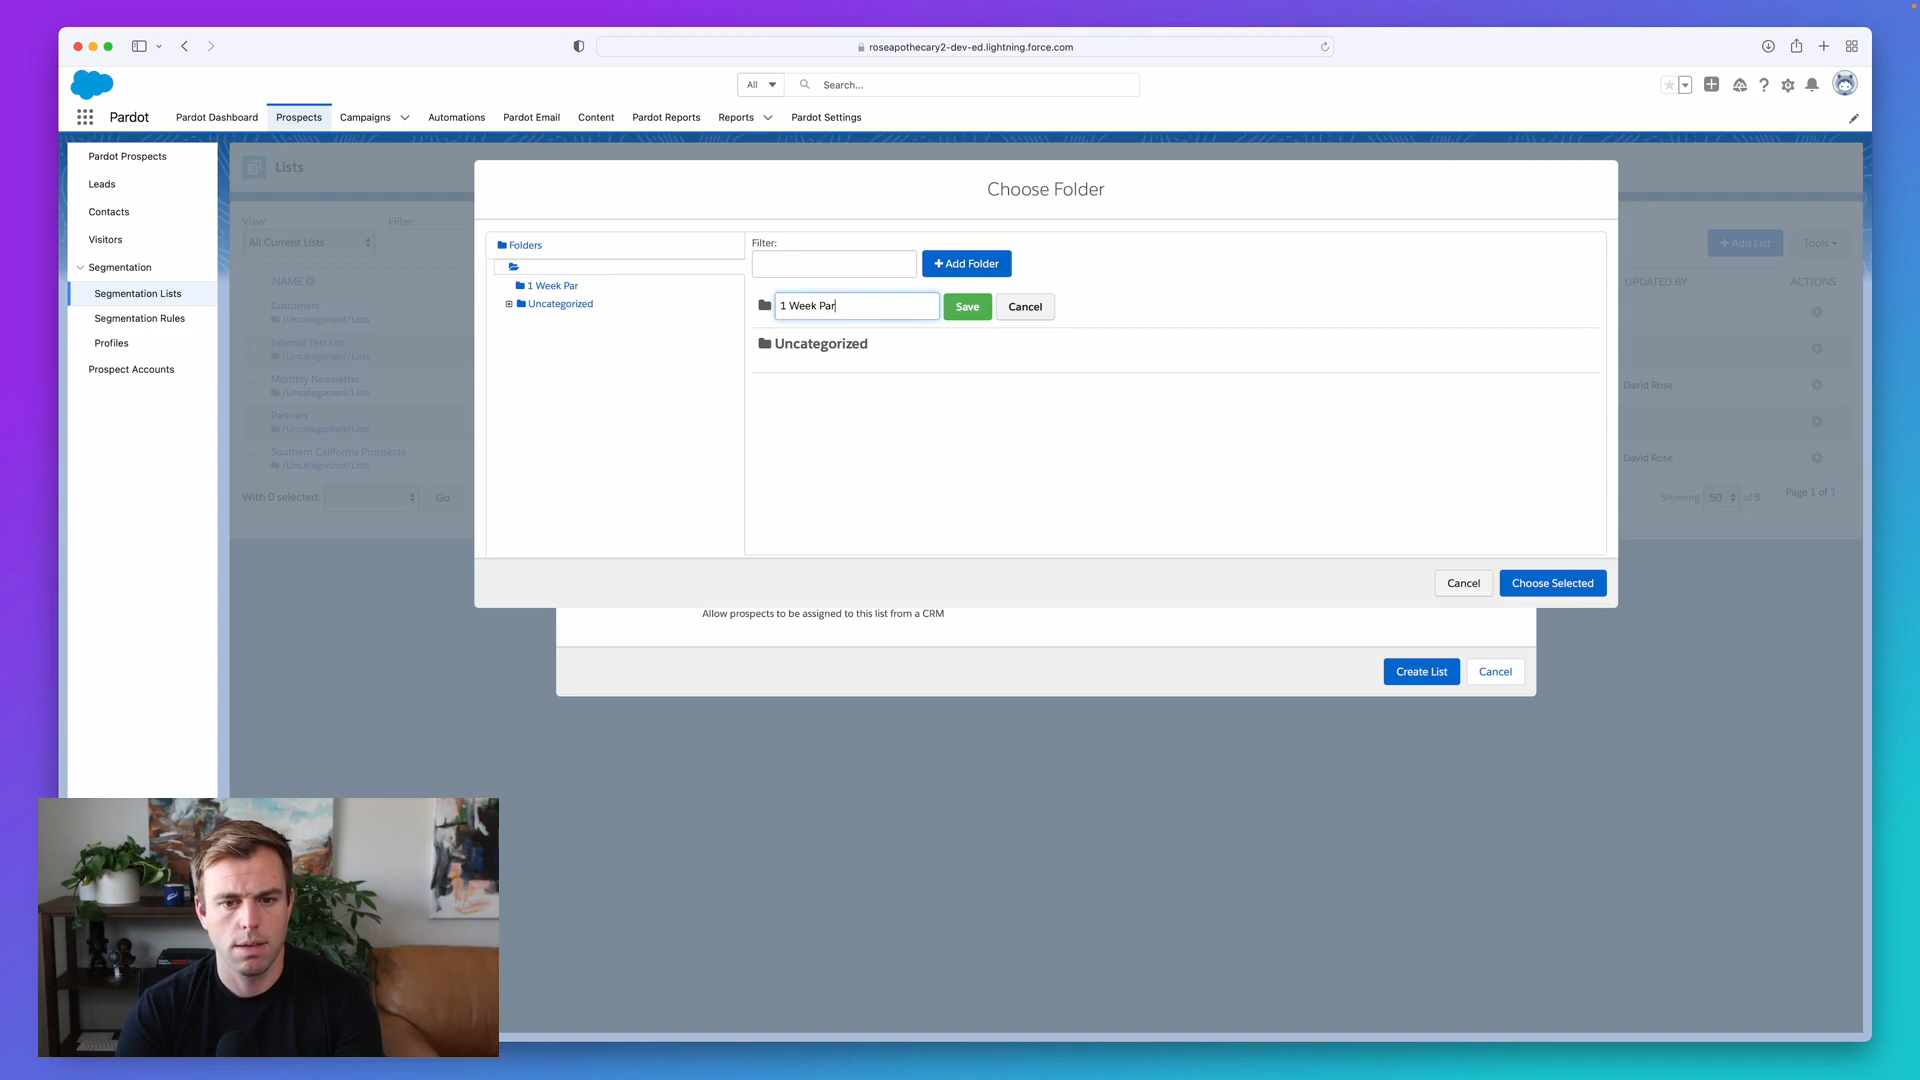 roseapothecary2-dev-ed.lightning.force.com
All
Search...
Pardot
Pardot Dashboard
Prospects
Campaigns
Automations
Pardot Email
Content
Pardot Reports
Reports
Pardot Settings
Pardot Prospects
Leads
Contacts
Visitors
Segmentation
Segmentation Lists
Segmentation Rules
Profiles
Prospect Accounts
Lists
View:
Filter:
All Current Lists
+ Add List
Tools
NAME
UPDATED BY
ACTIONS
Customers
/Uncategorized/Lists
Internal Test List
/Uncategorized/Lists
Monthly Newsletter
/Uncategorized/Lists
David Rose
Partners
/Uncategorized/Lists
Southern California Prospects
/Uncategorized/Lists
David Rose
With 0 selected:
Go
Showing 50 of 5
Page 1 of 1
Choose Folder
Folders
1 Week Par
Uncategorized
Filter:
+ Add Folder
1 Week Par
Save
Cancel
Uncategorized
Cancel
Choose Selected
Allow prospects to be assigned to this list from a CRM
Create List
Cancel